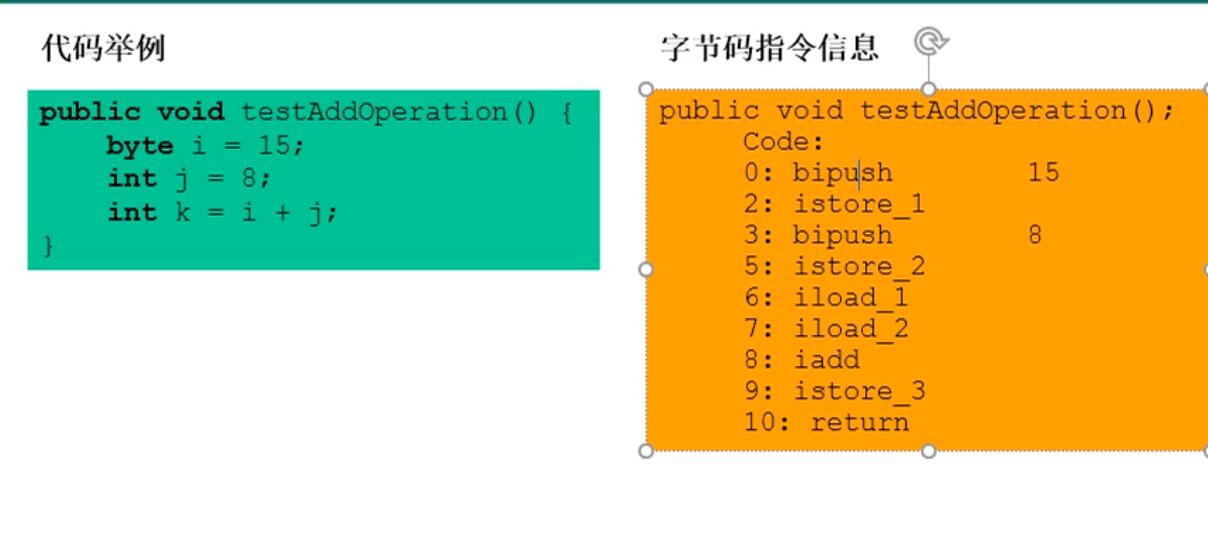 代码举例
public void testAddOperation() {
    byte i = 15;
    int j = 8;
    int k = i + j;
}
字节码指令信息
public void testAddOperation();
     Code:
     0: bipush        15
     2: istore_1
     3: bipush        8
     5: istore_2
     6: iload_1
     7: iload_2
     8: iadd
     9: istore_3
     10: return